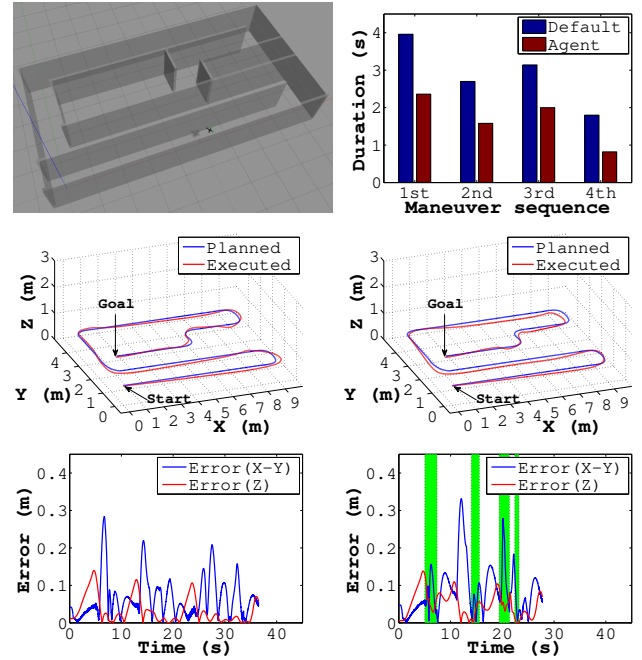 Duration (s)
4
3
2
1
0
Default
Agent
1st 2nd 3rd 4th
Maneuver sequence
Z (m)
3
2
1
0
Planned
Executed
Goal
Start
Y (m)
4
3
2
1
0
0 1 2 3 4 5 6 7 8 9
X (m)
Z (m)
3
2
1
0
Planned
Executed
Goal
Start
Y (m)
4
3
2
1
0
0 1 2 3 4 5 6 7 8 9
X (m)
Error (m)
0.4
0.3
0.2
0.1
0
Error(X-Y)
Error(Z)
0 10 20 30 40
Time (s)
Error (m)
0.4
0.3
0.2
0.1
0
Error(X-Y)
Error(Z)
0 10 20 30 40
Time (s)